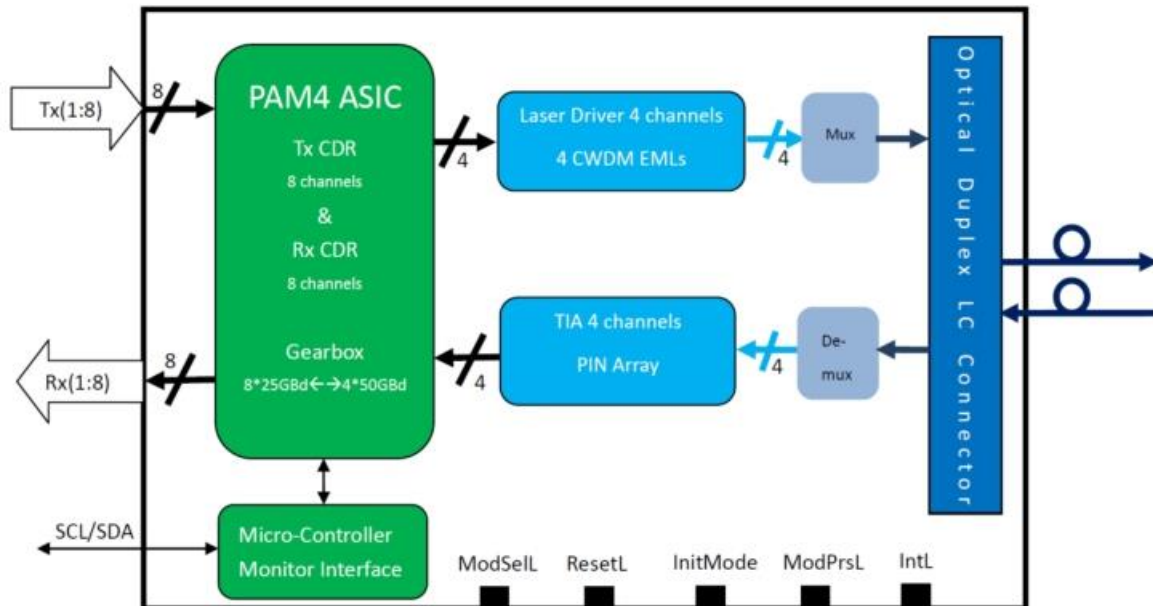 Tx(1:8)
8
PAM4 ASIC
Tx CDR
8 channels
&
Rx CDR
8 channels
Gearbox
8*25GBd←→4*50GBd
4
Laser Driver 4 channels
4 CWDM EMLs
4
Mux
Optical Duplex LC Connector
Rx(1:8)
8
4
TIA 4 channels
PIN Array
4
De-
mux
SCL/SDA
Micro-Controller
Monitor Interface
ModSelL
ResetL
InitMode
ModPrsL
IntL